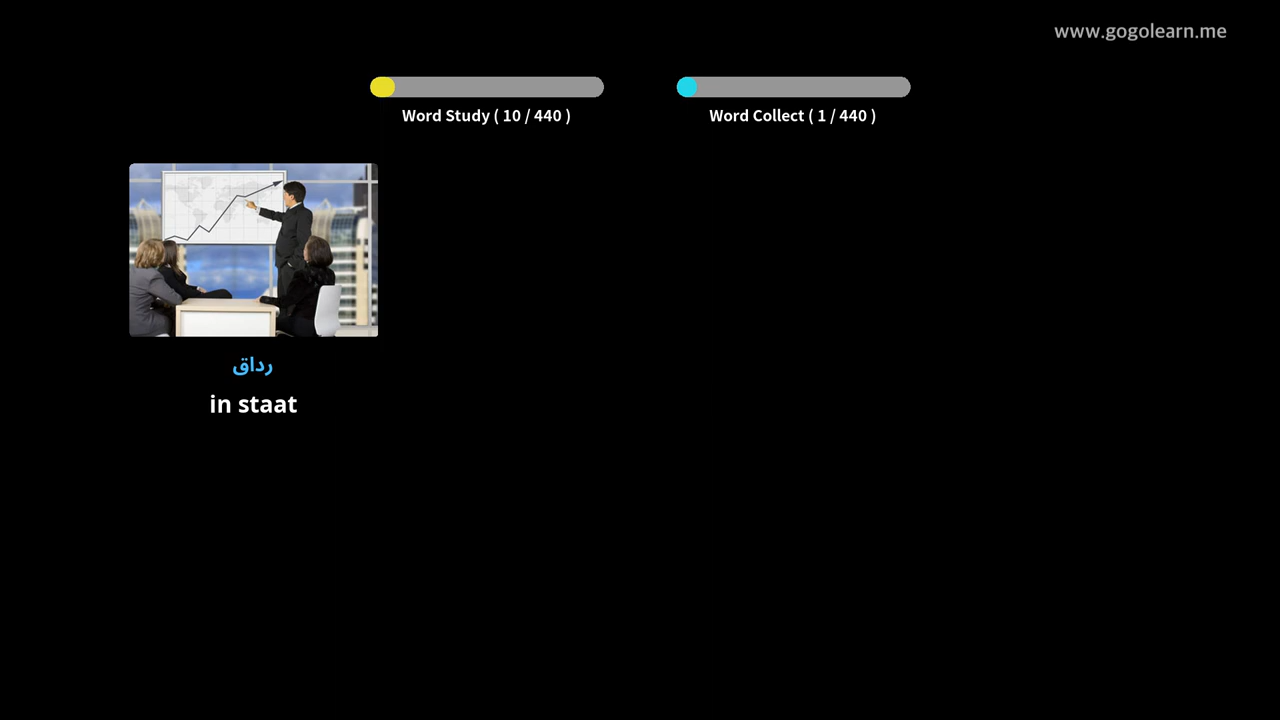 www.gogolearn.me
Word Study ( 10 / 440 )
Word Collect ( 1 / 440 )
رداق
in staat